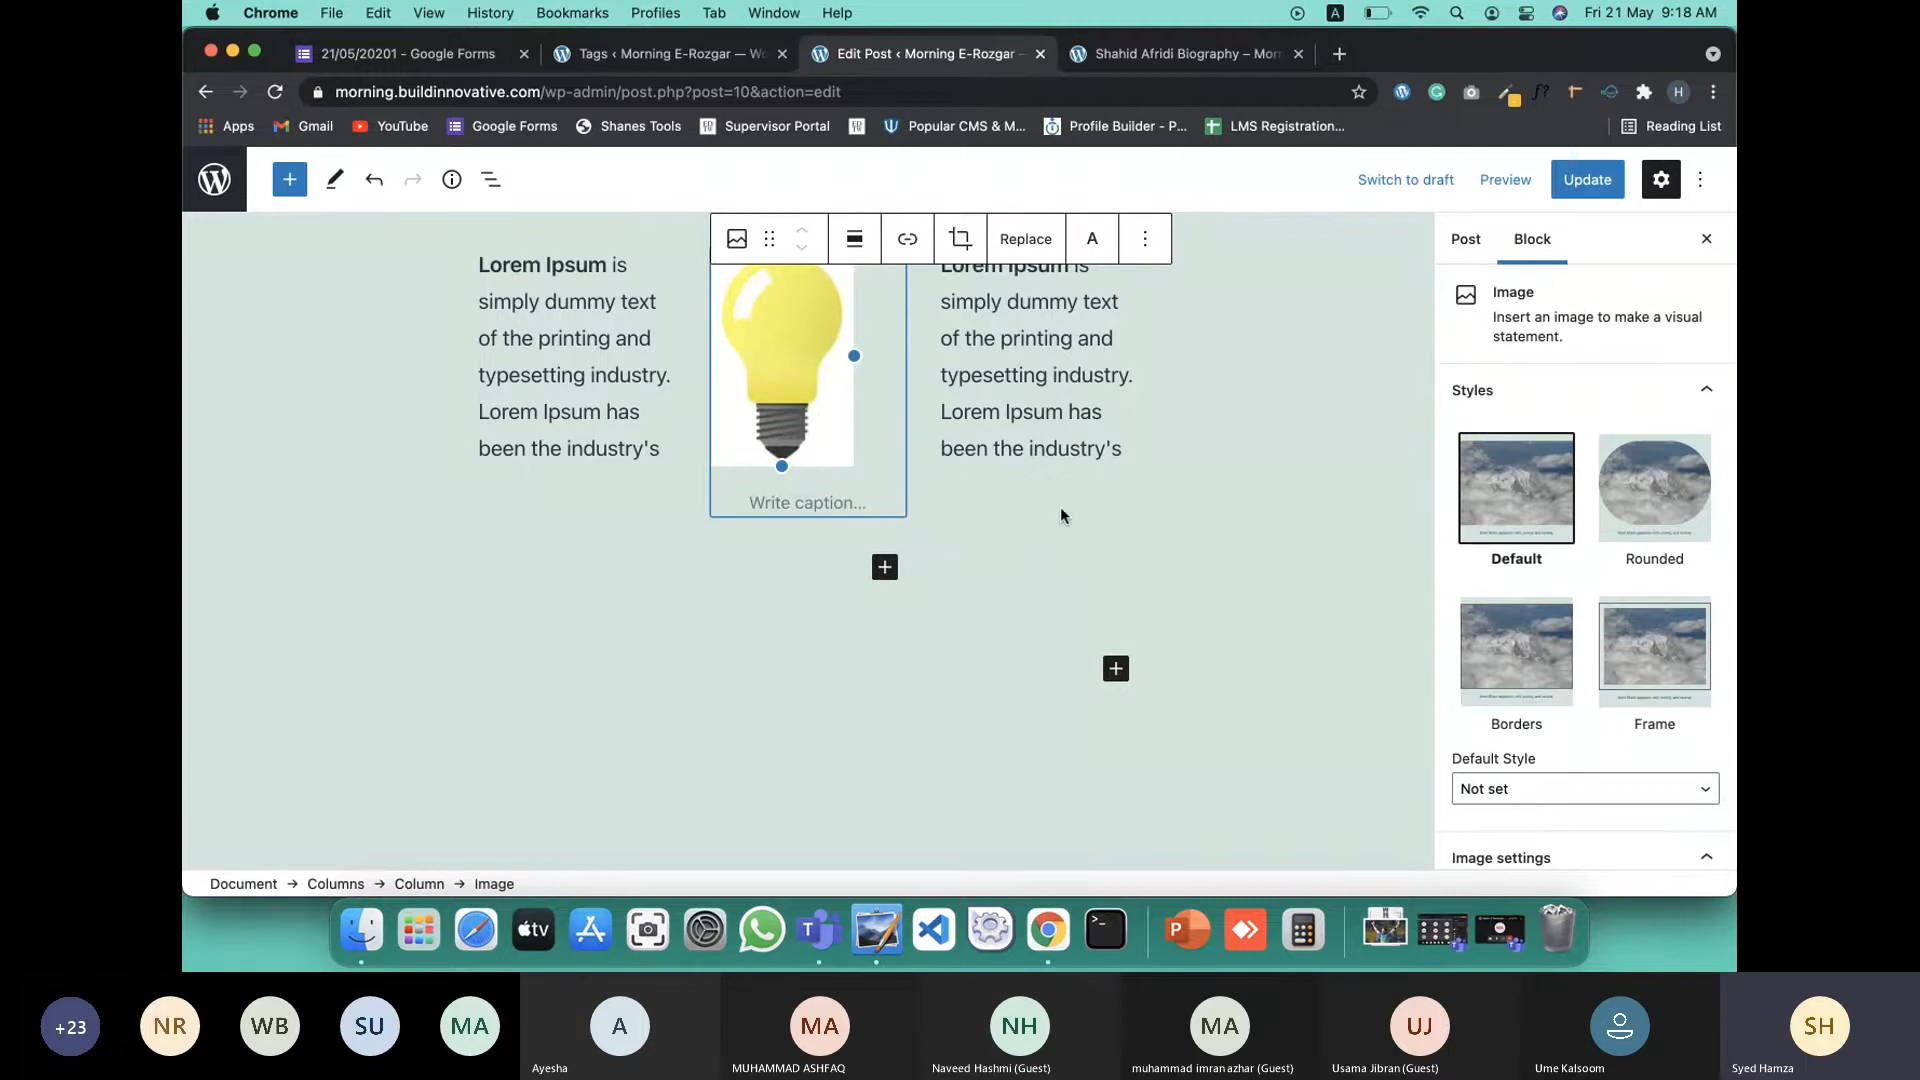 Chrome File Edit View History Bookmarks Profiles Tab Window Help
A Fri 21 May 9:18 AM
21/05/20201 - Google Forms
Tags ‹ Morning E-Rozgar — Wo
Edit Post ‹ Morning E-Rozgar –
Shahid Afridi Biography – Mor
morning.buildinnovative.com/wp-admin/post.php?post=10&action=edit
f?
H
Apps Gmail YouTube Google Forms Shanes Tools Supervisor Portal Popular CMS & M... Profile Builder - P... LMS Registration... Reading List
Switch to draft Preview Update
Replace A
Lorem Ipsum is
simply dummy text
of the printing and
typesetting industry.
Lorem Ipsum has
been the industry's
Write caption...
Lorem Ipsum is
simply dummy text
of the printing and
typesetting industry.
Lorem Ipsum has
been the industry's
Post Block
Image
Insert an image to make a visual
statement.
Styles
Default Rounded
Borders Frame
Default Style
Not set
Image settings
Document → Columns → Column → Image
tv
+23 NR WB SU MA A MA NH MA UJ SH
Ayesha MUHAMMAD ASHFAQ Naveed Hashmi (Guest) muhammad imran azhar (Guest) Usama Jibran (Guest) Ume Kalsoom Syed Hamza